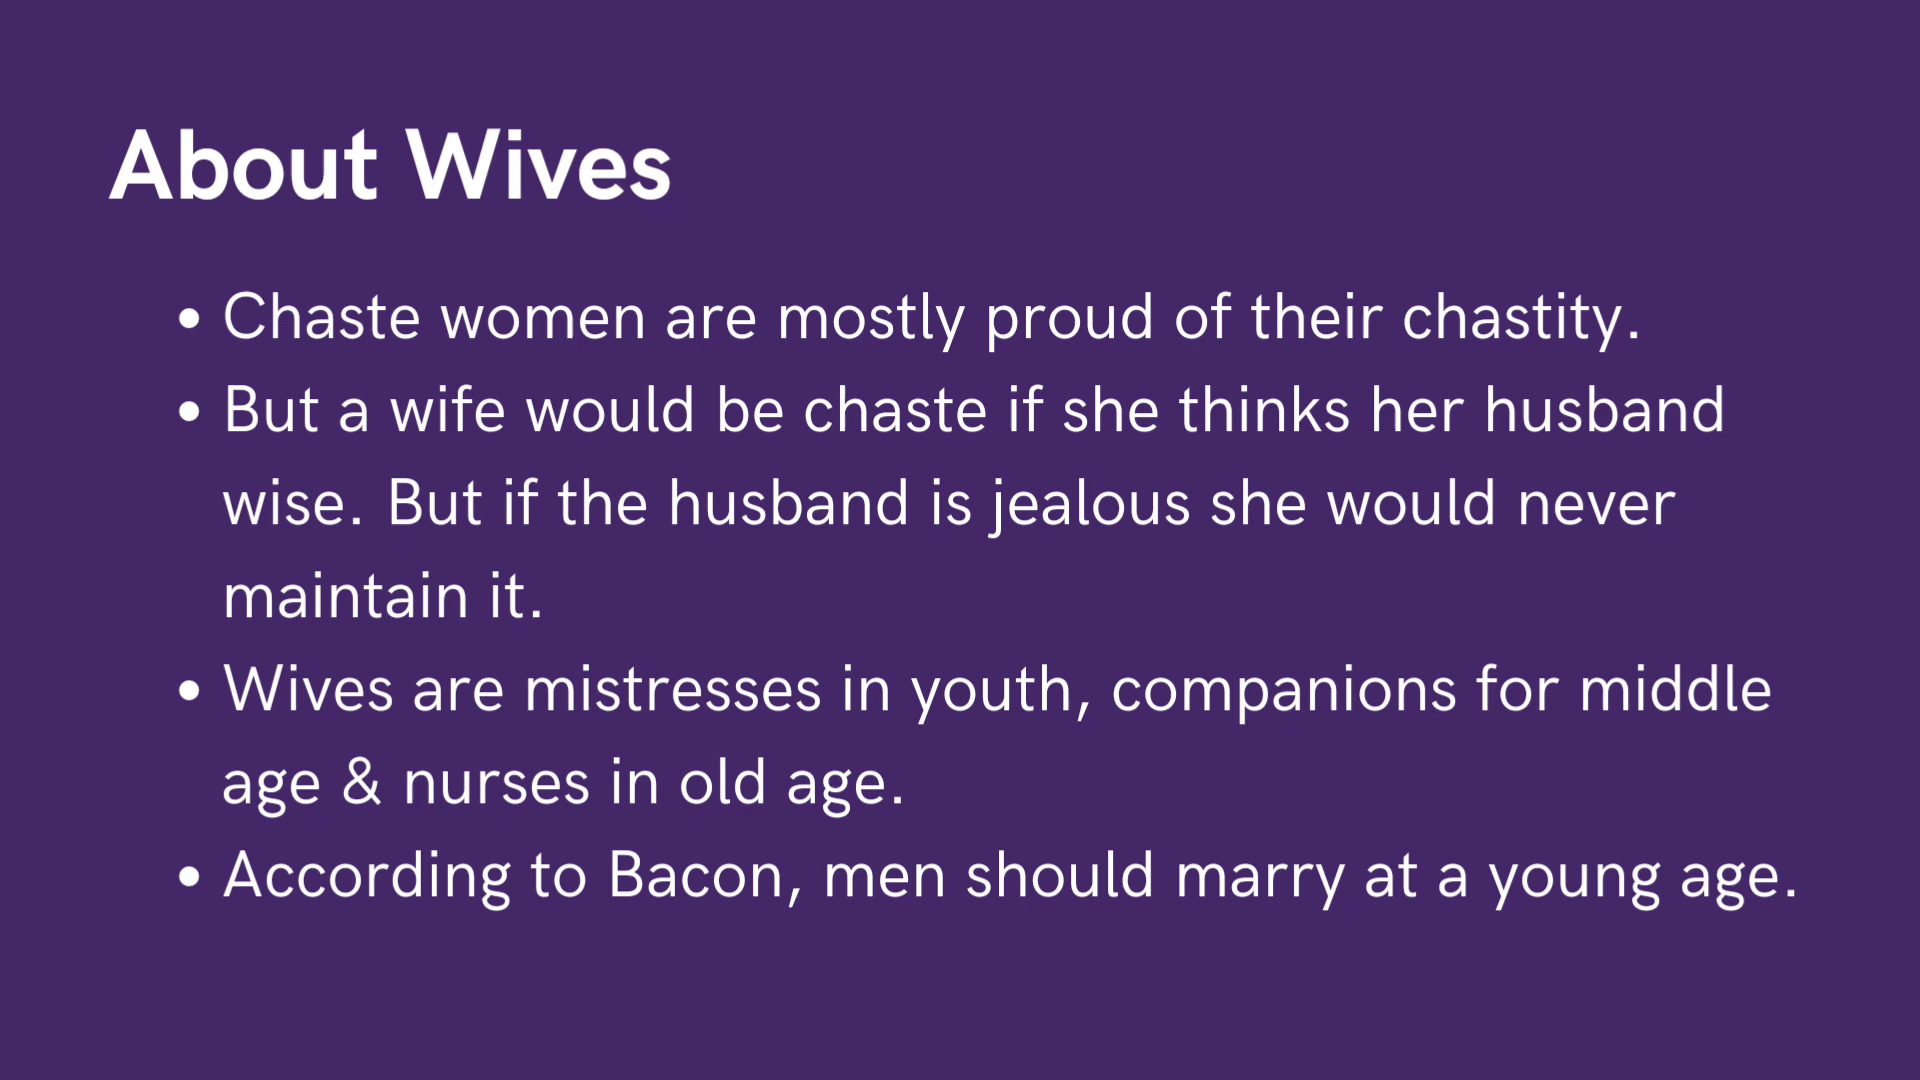 About Wives
• Chaste women are mostly proud of their chastity.
• But a wife would be chaste if she thinks her husband
wise. But if the husband is jealous she would never
maintain it.
• Wives are mistresses in youth, companions for middle
age & nurses in old age.
• According to Bacon, men should marry at a young age.